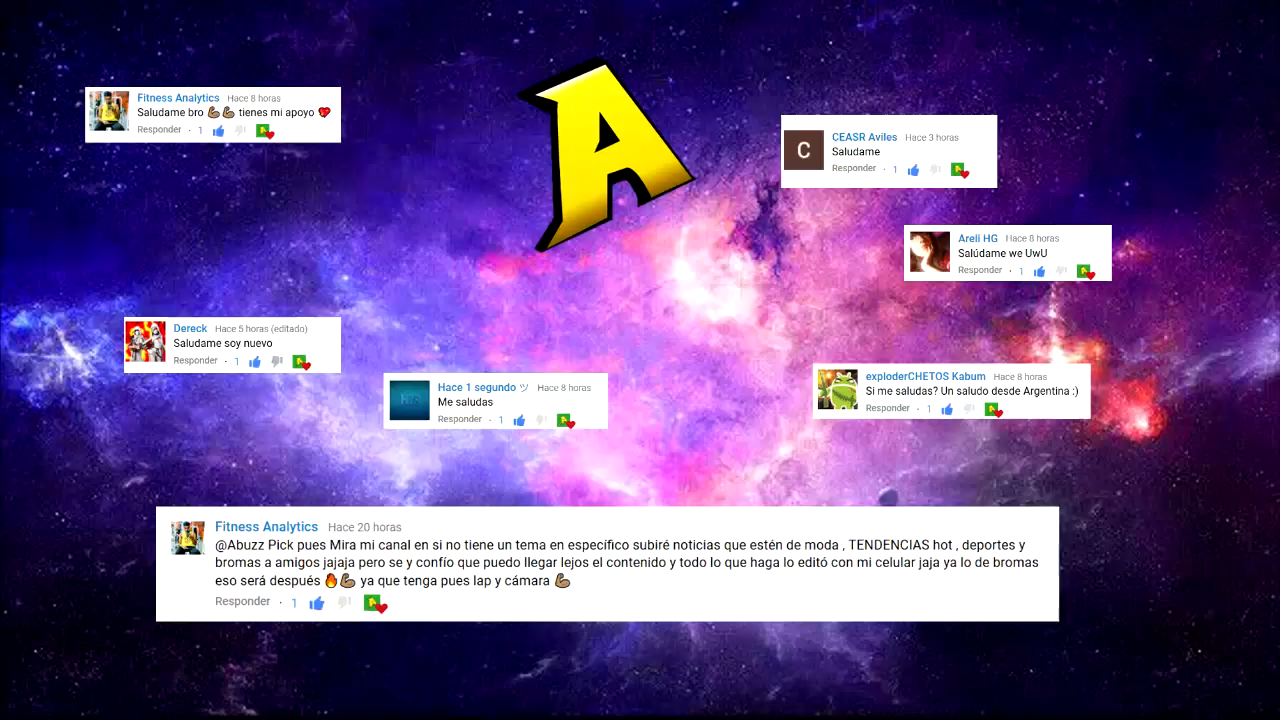 A
Fitness Analytics Hace 8 horas
Saludame bro 💪🏽💪🏽 tienes mi apoyo 💖
Responder · 1
CEASR Aviles Hace 3 horas
Saludame
Responder · 1
C
Areli HG Hace 8 horas
Salúdame we UwU
Responder · 1
Dereck Hace 5 horas (editado)
Saludame soy nuevo
Responder · 1
Hace 1 segundo ツ Hace 8 horas
Me saludas
Responder · 1
exploderCHETOS Kabum Hace 8 horas
Si me saludas? Un saludo desde Argentina :)
Responder · 1
Fitness Analytics Hace 20 horas
@Abuzz Pick pues Mira mi canal en si no tiene un tema en específico subiré noticias que estén de moda , TENDENCIAS hot , deportes y
bromas a amigos jajaja pero se y confío que puedo llegar lejos el contenido y todo lo que haga lo editó con mi celular jaja ya lo de bromas
eso será después 🔥💪🏽 ya que tenga pues lap y cámara 💪🏽
Responder · 1